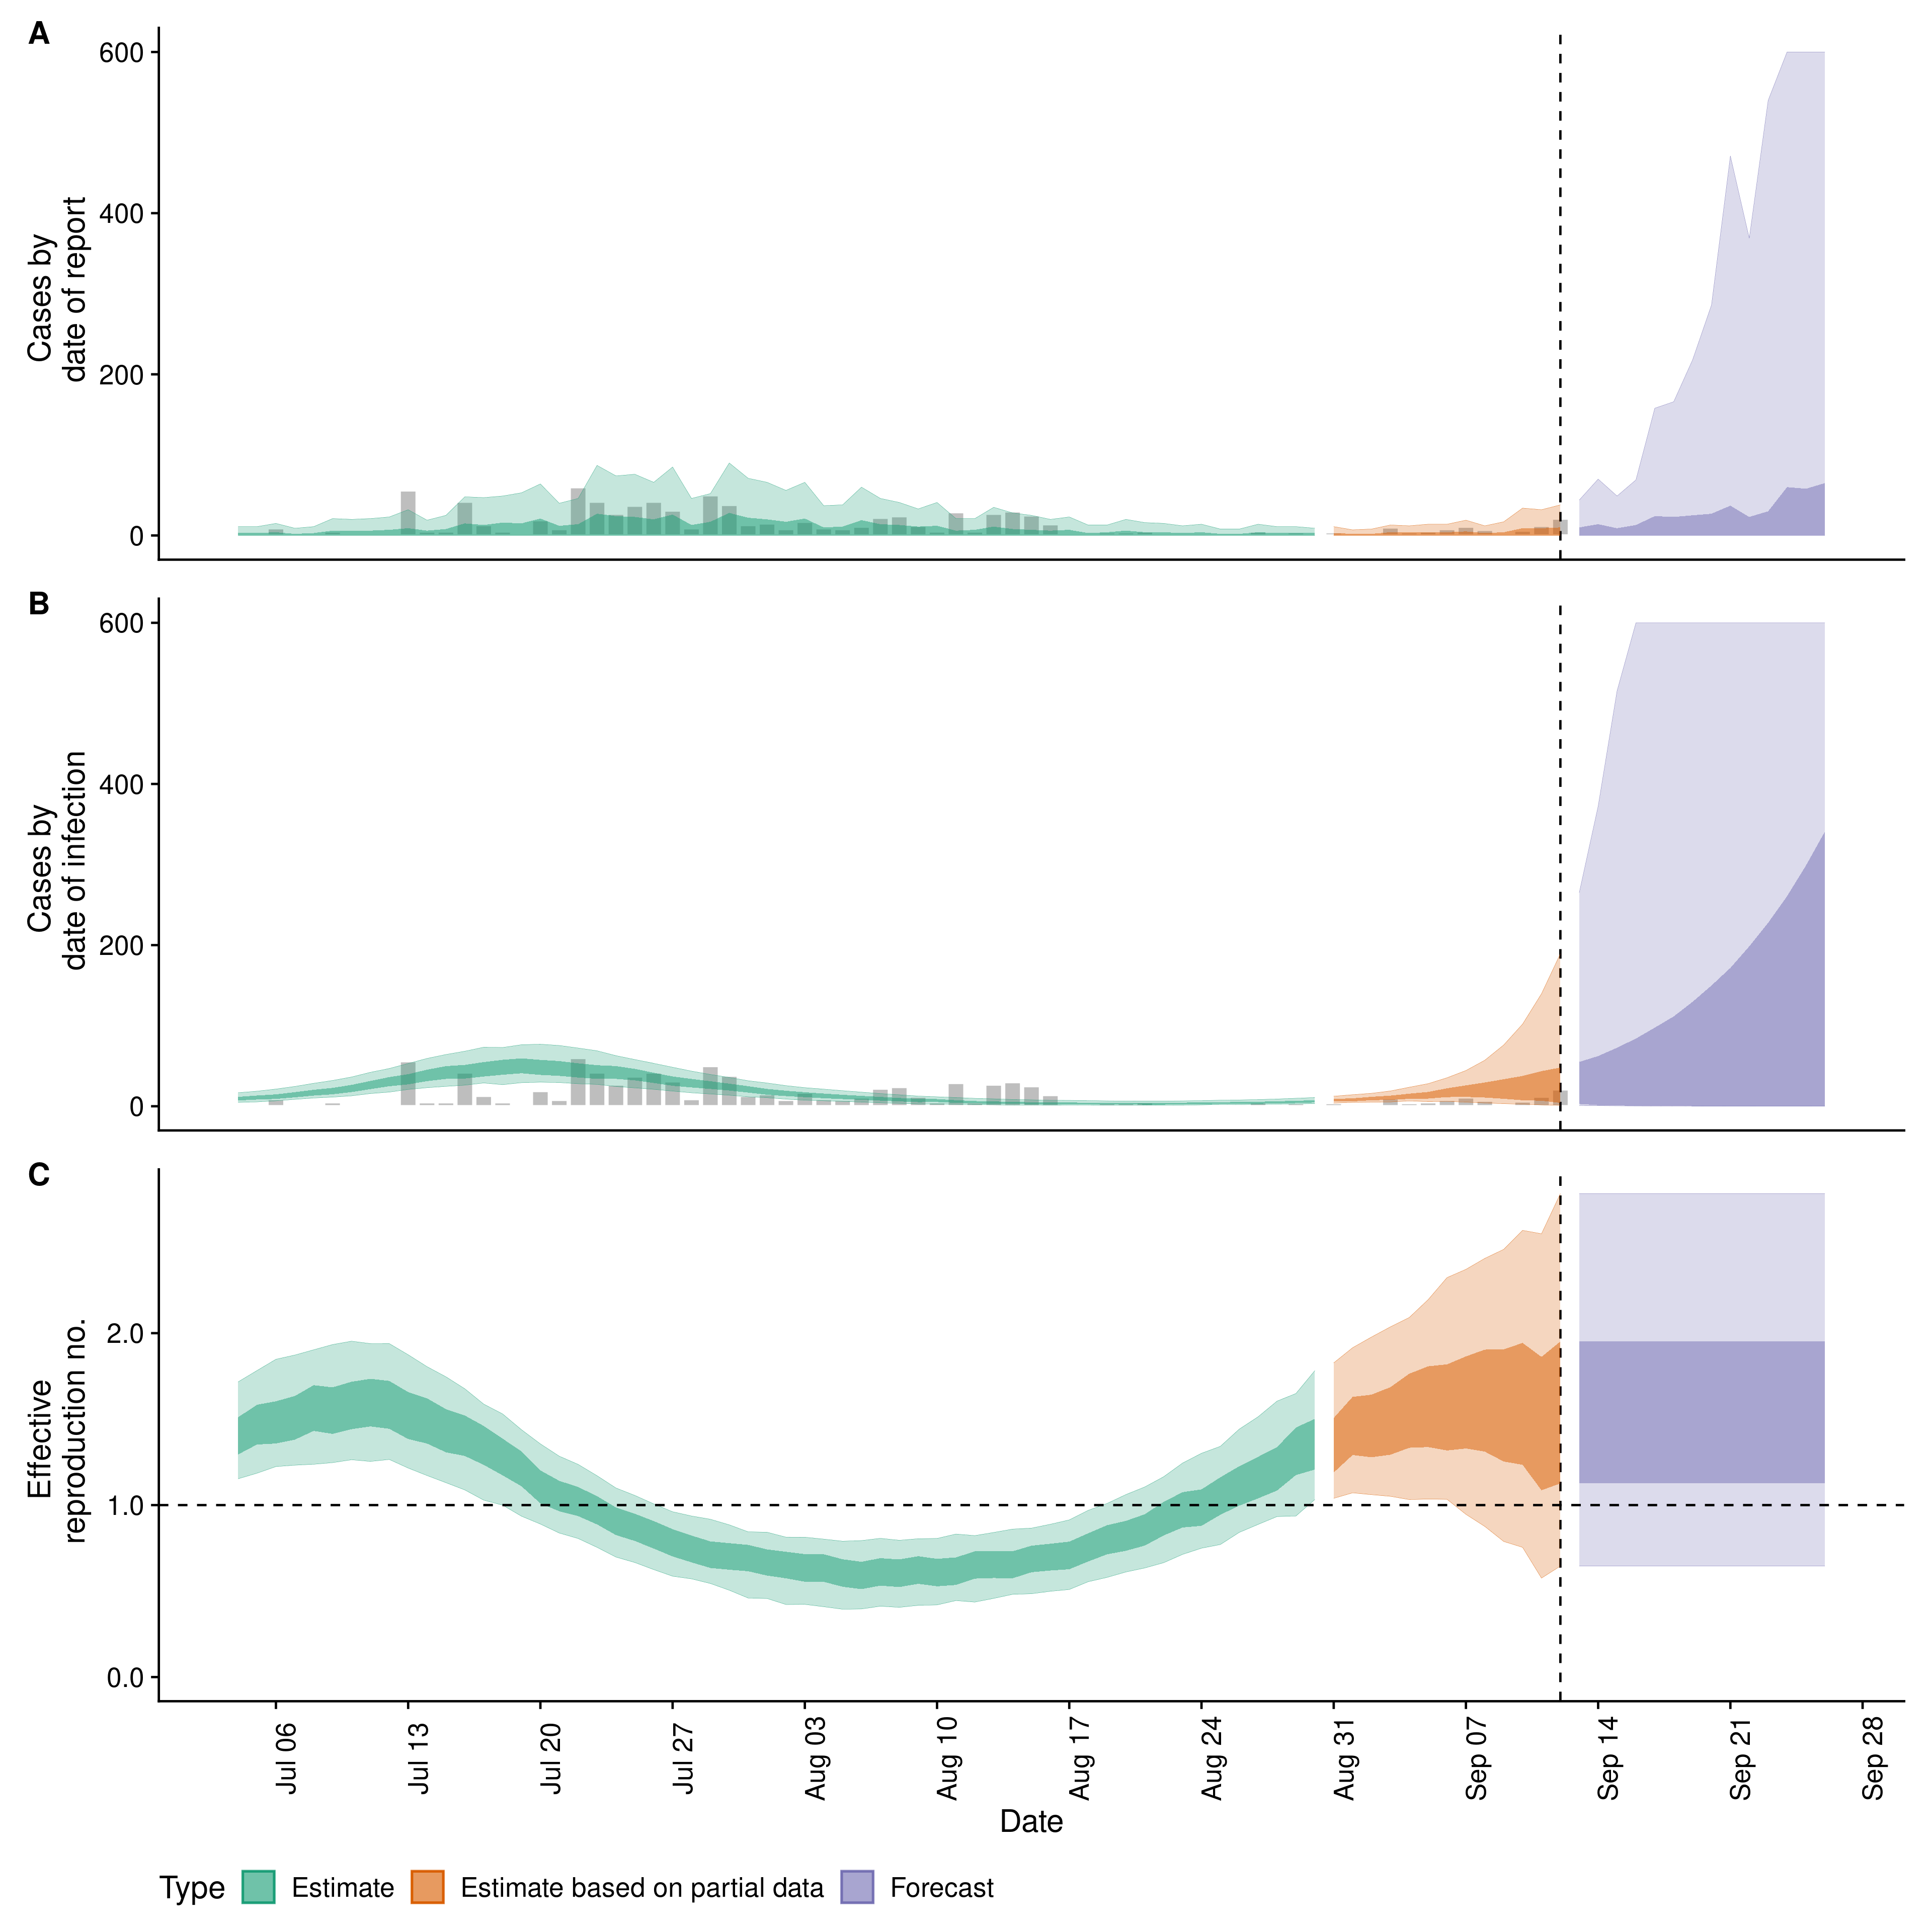 A
Cases by
date of report
600
400
200
0
B
Cases by
date of infection
600
400
200
0
C
Effective
reproduction no.
2.0
1.0
0.0
Jul 06
Jul 13
Jul 20
Jul 27
Aug 03
Aug 10
Aug 17
Aug 24
Aug 31
Sep 07
Sep 14
Sep 21
Sep 28
Date
Type Estimate Estimate based on partial data Forecast